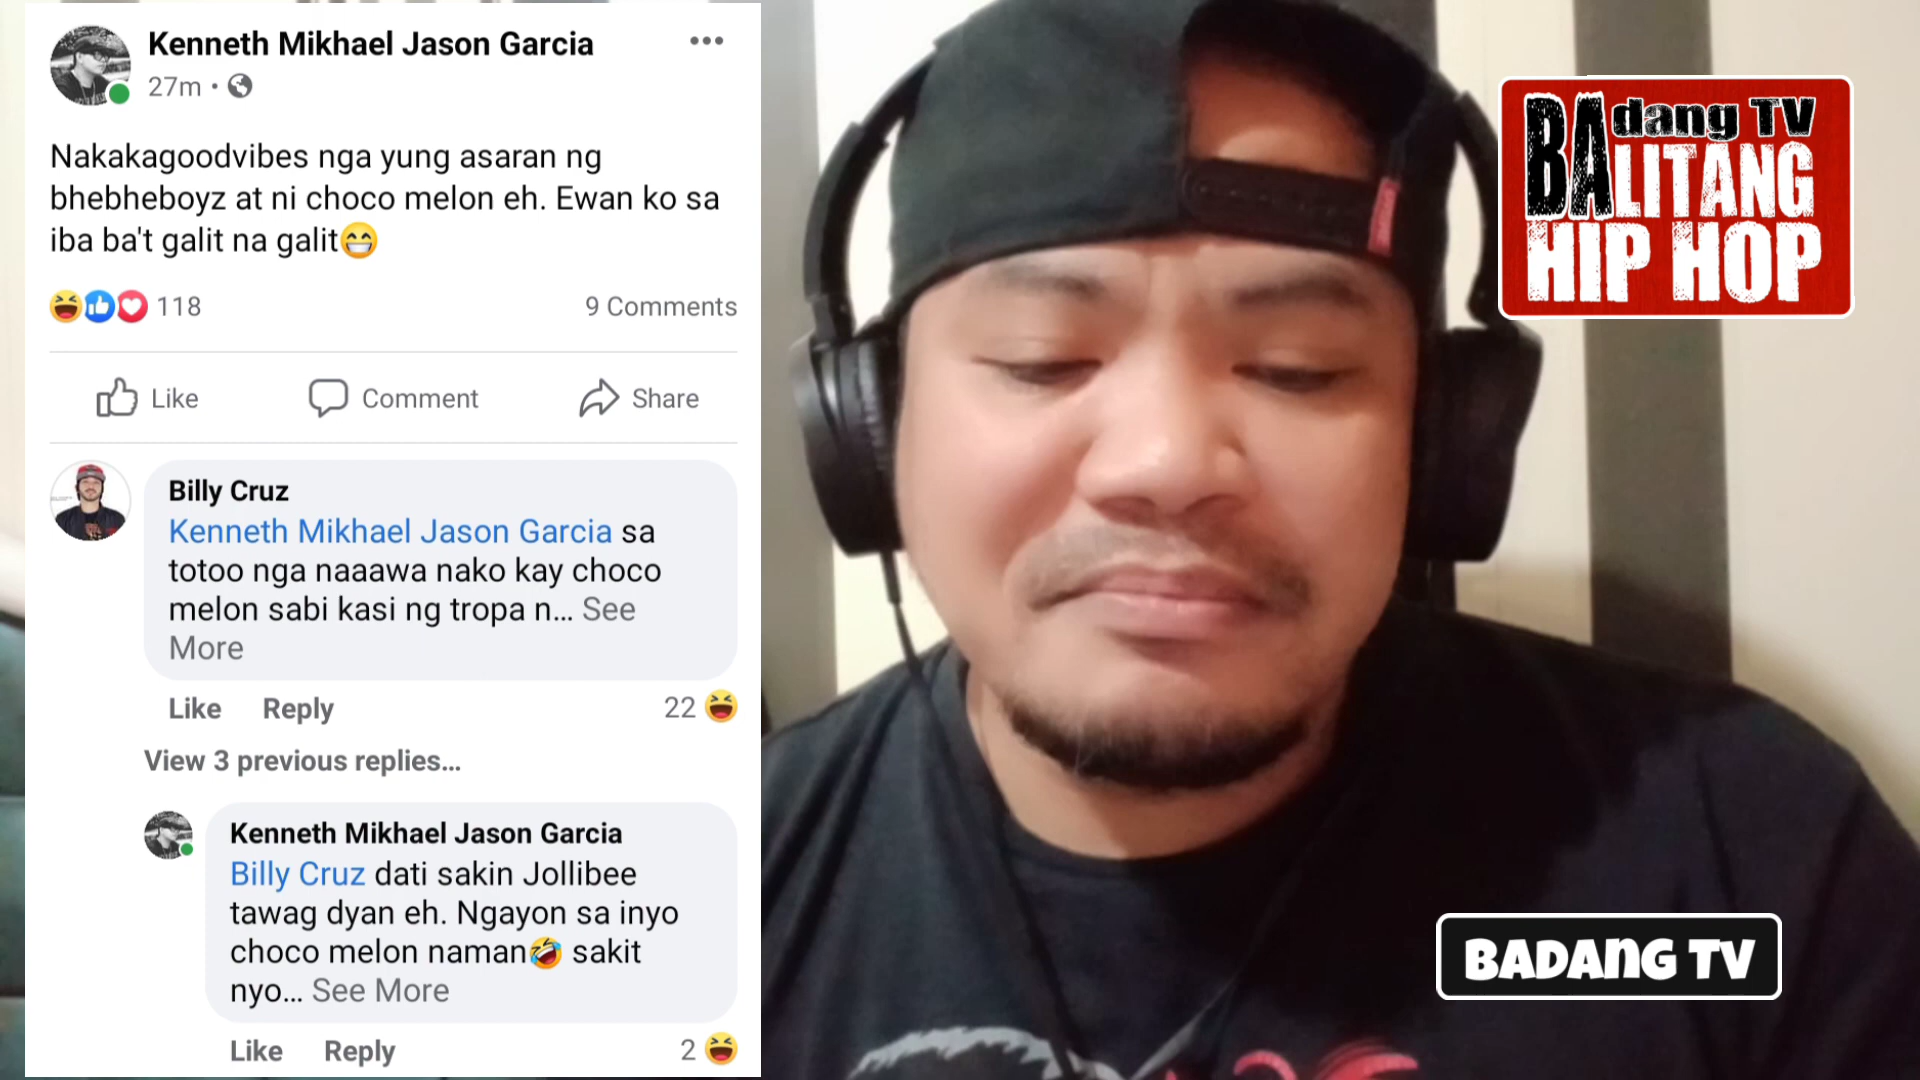 Kenneth Mikhael Jason Garcia
27m
Nakakagoodvibes nga yung asaran ng
bhebheboyz at ni choco melon eh. Ewan ko sa
iba ba't galit na galit😁
118
9 Comments
Like
Comment
Share
Billy Cruz
Kenneth Mikhael Jason Garcia sa
totoo nga naaawa nako kay choco
melon sabi kasi ng tropa n... See
More
Like Reply
22
View 3 previous replies...
Kenneth Mikhael Jason Garcia
Billy Cruz dati sakin Jollibee
tawag dyan eh. Ngayon sa inyo
choco melon naman🤣 sakit
nyo... See More
Like Reply
2
BAdang TV
BALITANG
HIP HOP
BADANG TV